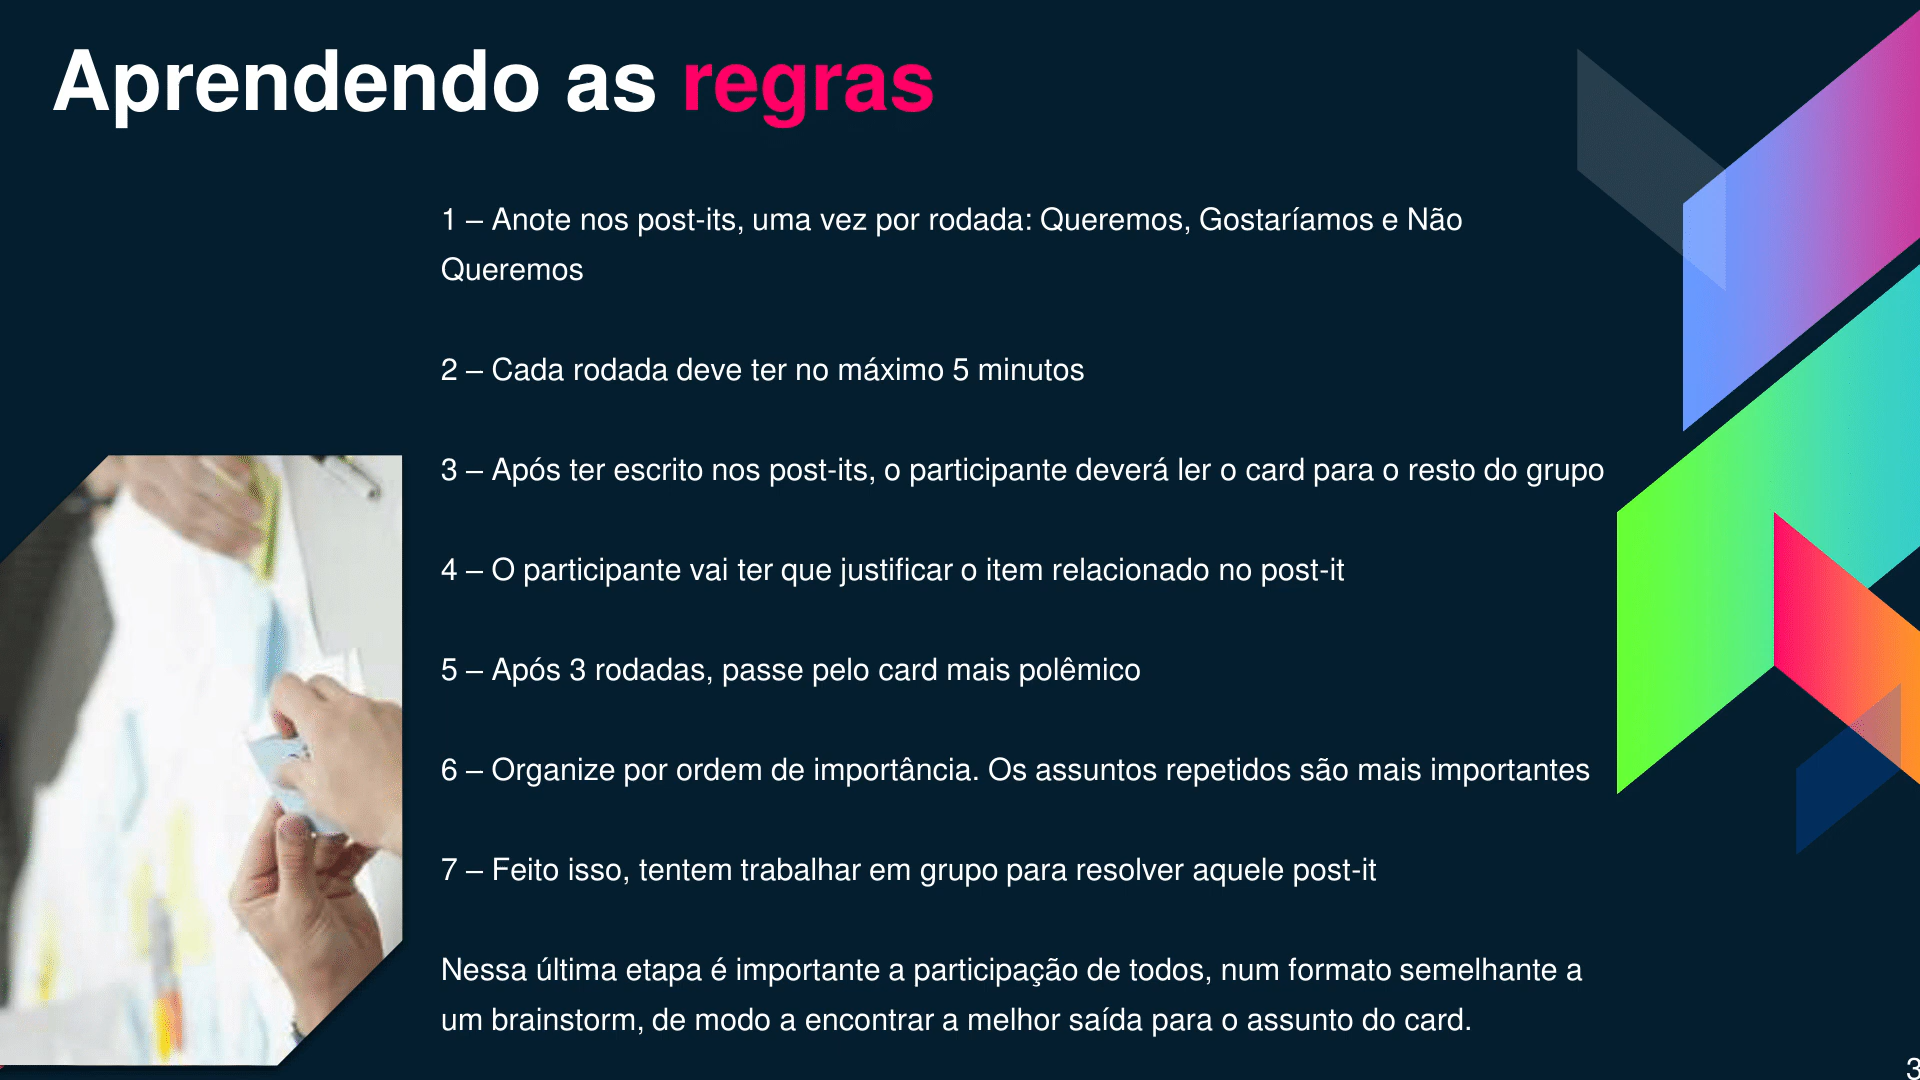 Aprendendo as regras
1 – Anote nos post-its, uma vez por rodada: Queremos, Gostaríamos e Não
Queremos
2 – Cada rodada deve ter no máximo 5 minutos
3 – Após ter escrito nos post-its, o participante deverá ler o card para o resto do grupo
4 – O participante vai ter que justificar o item relacionado no post-it
5 – Após 3 rodadas, passe pelo card mais polêmico
6 – Organize por ordem de importância. Os assuntos repetidos são mais importantes
7 – Feito isso, tentem trabalhar em grupo para resolver aquele post-it
Nessa última etapa é importante a participação de todos, num formato semelhante a
um brainstorm, de modo a encontrar a melhor saída para o assunto do card.
3